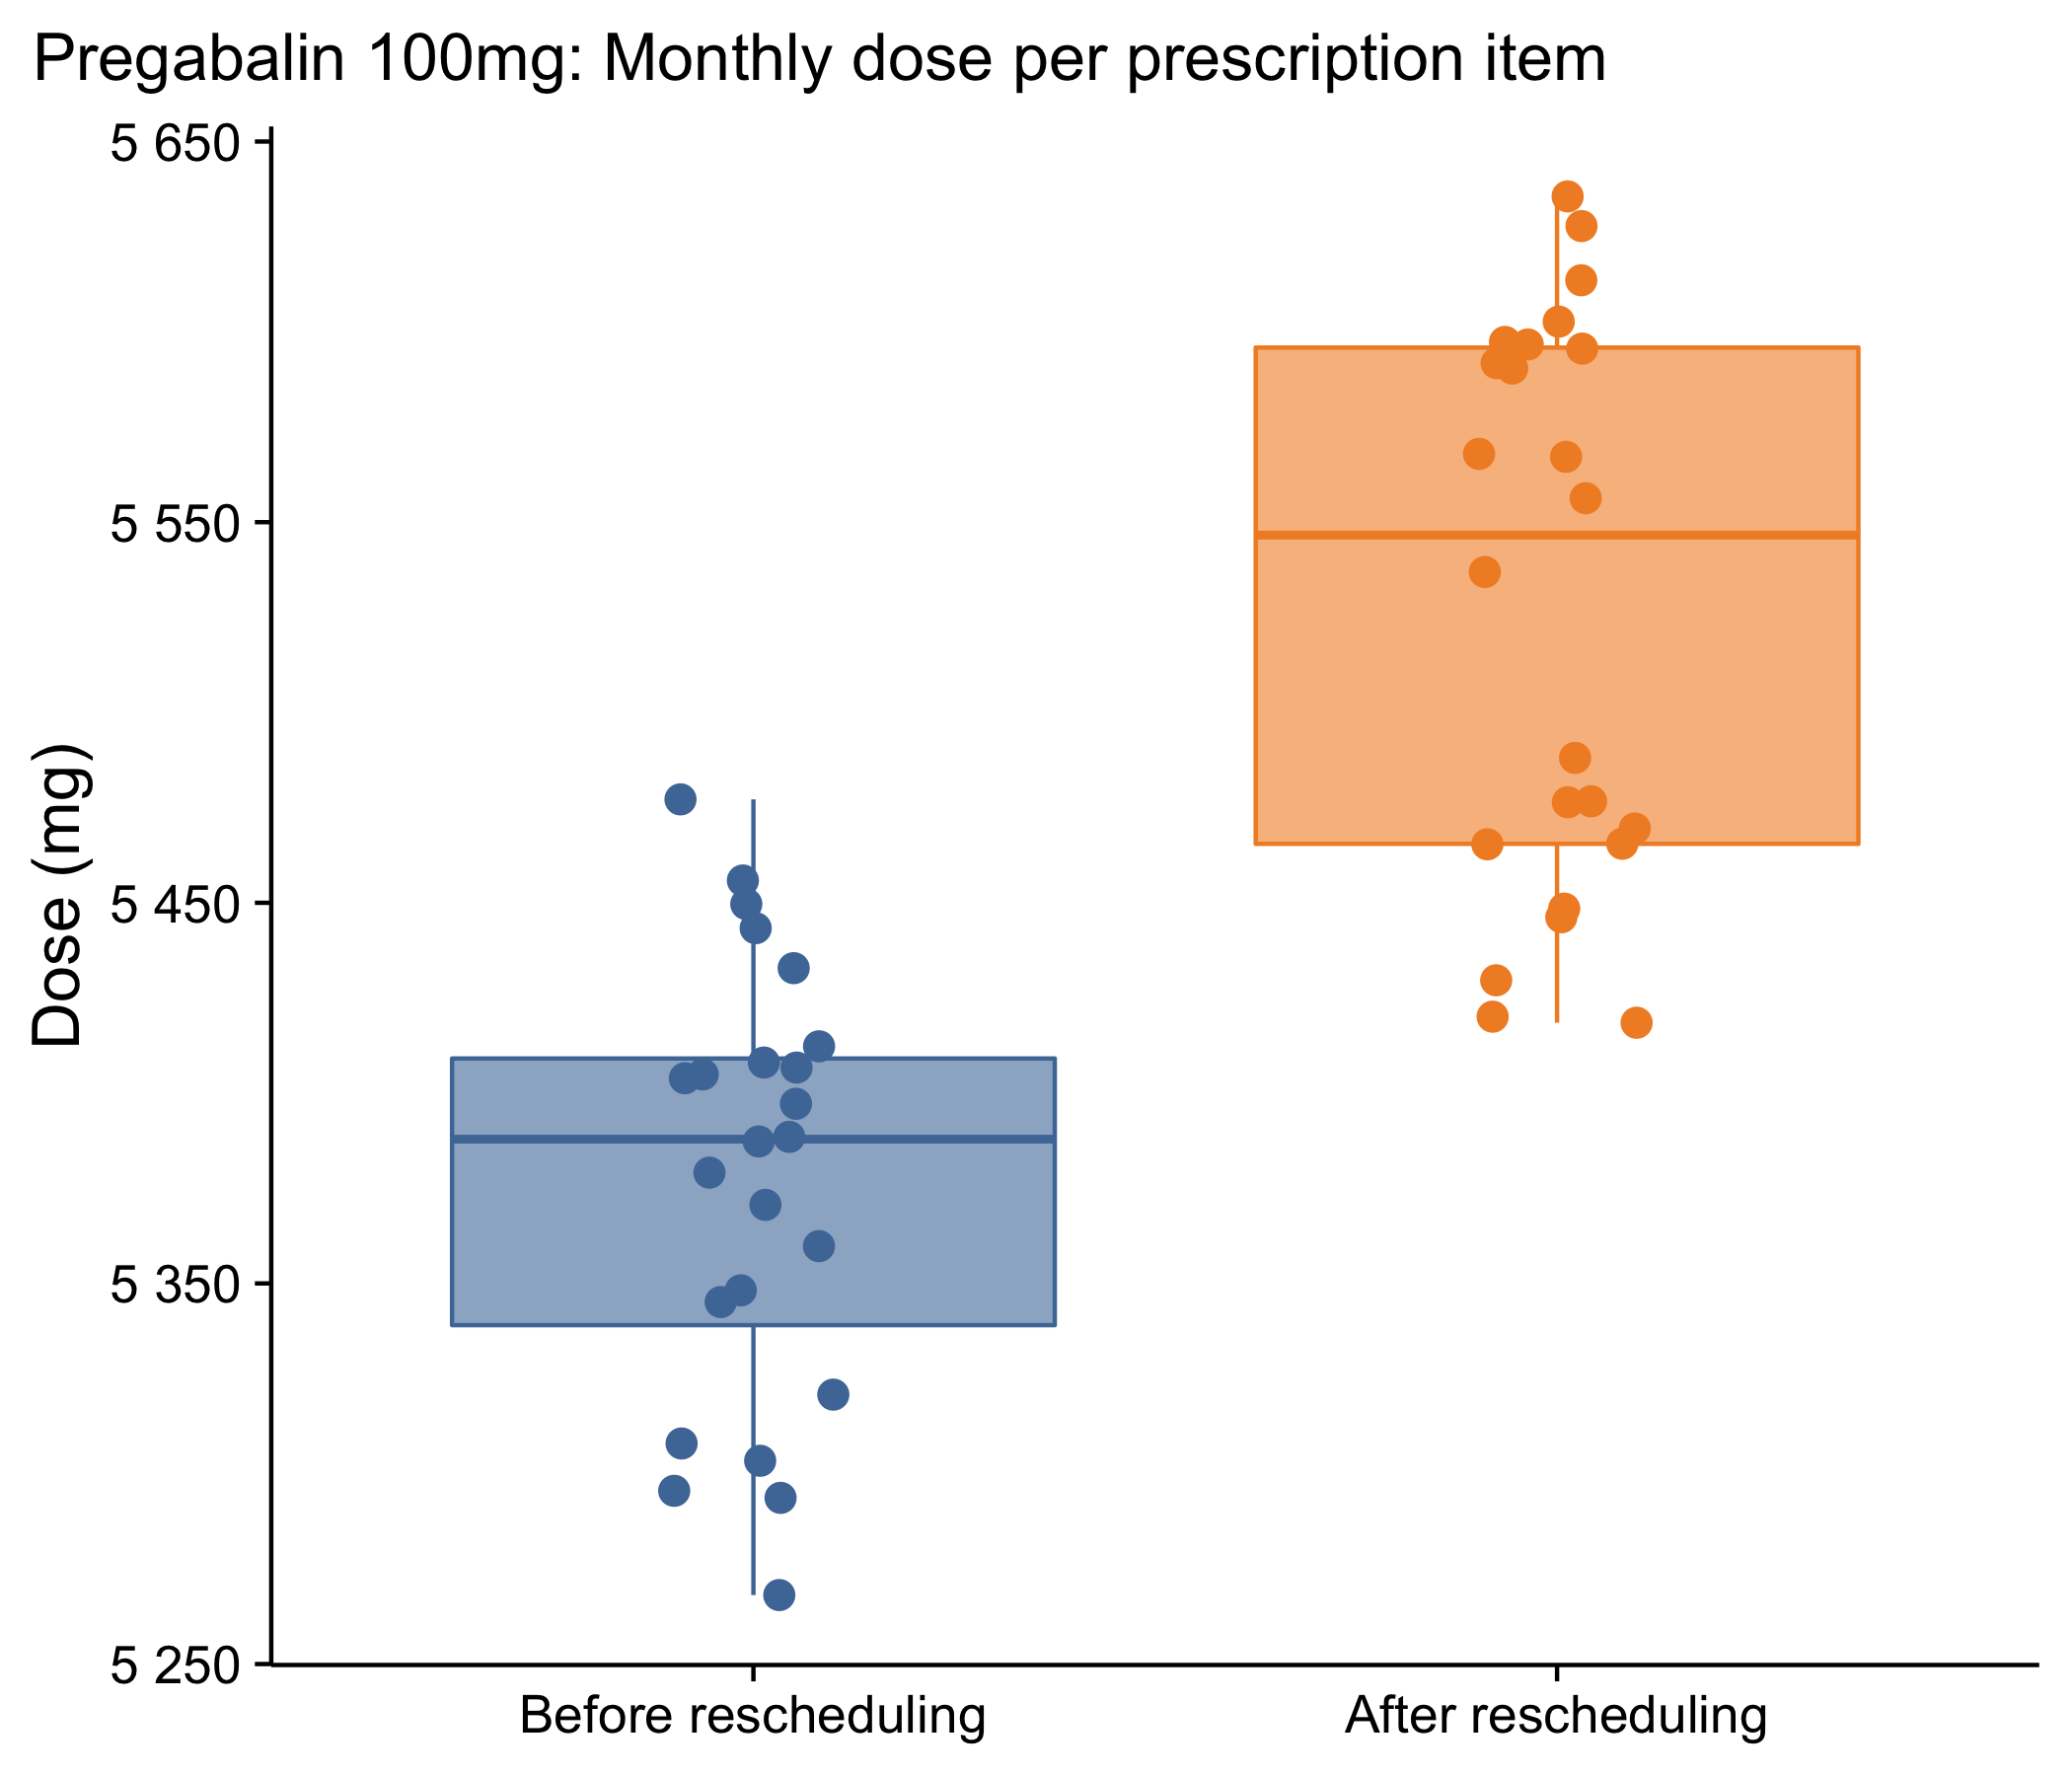 Pregabalin 100mg: Monthly dose per prescription item
5 650
5 550
5 450
5 350
5 250
Dose (mg)
Before rescheduling
After rescheduling